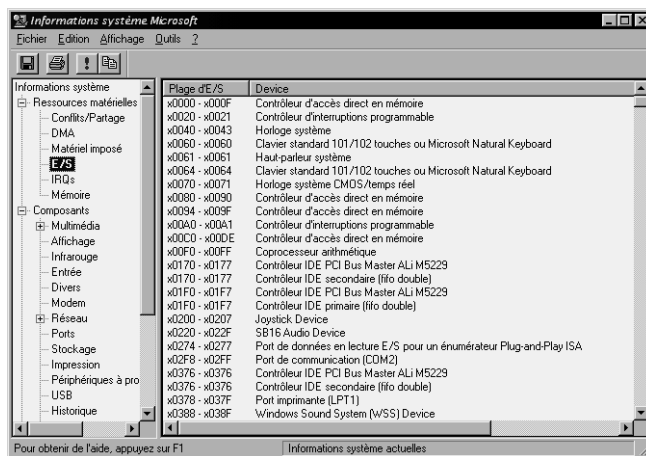 Informations système Microsoft
Fichier Edition Affichage Outils ?
Informations système
Ressources matérielles
Conflits/Partage
DMA
Matériel imposé
E/S
IRQs
Mémoire
Composants
Multimédia
Affichage
Infrarouge
Entrée
Divers
Modem
Réseau
Ports
Stockage
Impression
Périphériques à pro
USB
Historique
Plage d'E/S Device
x0000 - x000F Contrôleur d'accès direct en mémoire
x0020 - x0021 Contrôleur d'interruptions programmable
x0040 - x0043 Horloge système
x0060 - x0060 Clavier standard 101/102 touches ou Microsoft Natural Keyboard
x0061 - x0061 Haut-parleur système
x0064 - x0064 Clavier standard 101/102 touches ou Microsoft Natural Keyboard
x0070 - x0071 Horloge système CMOS/temps réel
x0080 - x0090 Contrôleur d'accès direct en mémoire
x0094 - x009F Contrôleur d'accès direct en mémoire
x00A0 - x00A1 Contrôleur d'interruptions programmable
x00C0 - x00DE Contrôleur d'accès direct en mémoire
x00F0 - x00FF Coprocesseur arithmétique
x0170 - x0177 Contrôleur IDE PCI Bus Master ALi M5229
x0170 - x0177 Contrôleur IDE secondaire (fifo double)
x01F0 - x01F7 Contrôleur IDE PCI Bus Master ALi M5229
x01F0 - x01F7 Contrôleur IDE primaire (fifo double)
x0200 - x0207 Joystick Device
x0220 - x022F SB16 Audio Device
x0274 - x0277 Port de données en lecture E/S pour un énumérateur Plug-and-Play ISA
x02F8 - x02FF Port de communication (COM2)
x0376 - x0376 Contrôleur IDE PCI Bus Master ALi M5229
x0376 - x0376 Contrôleur IDE secondaire (fifo double)
x0378 - x037F Port imprimante (LPT1)
x0388 - x038F Windows Sound System (WSS) Device
Pour obtenir de l'aide, appuyez sur F1 Informations système actuelles